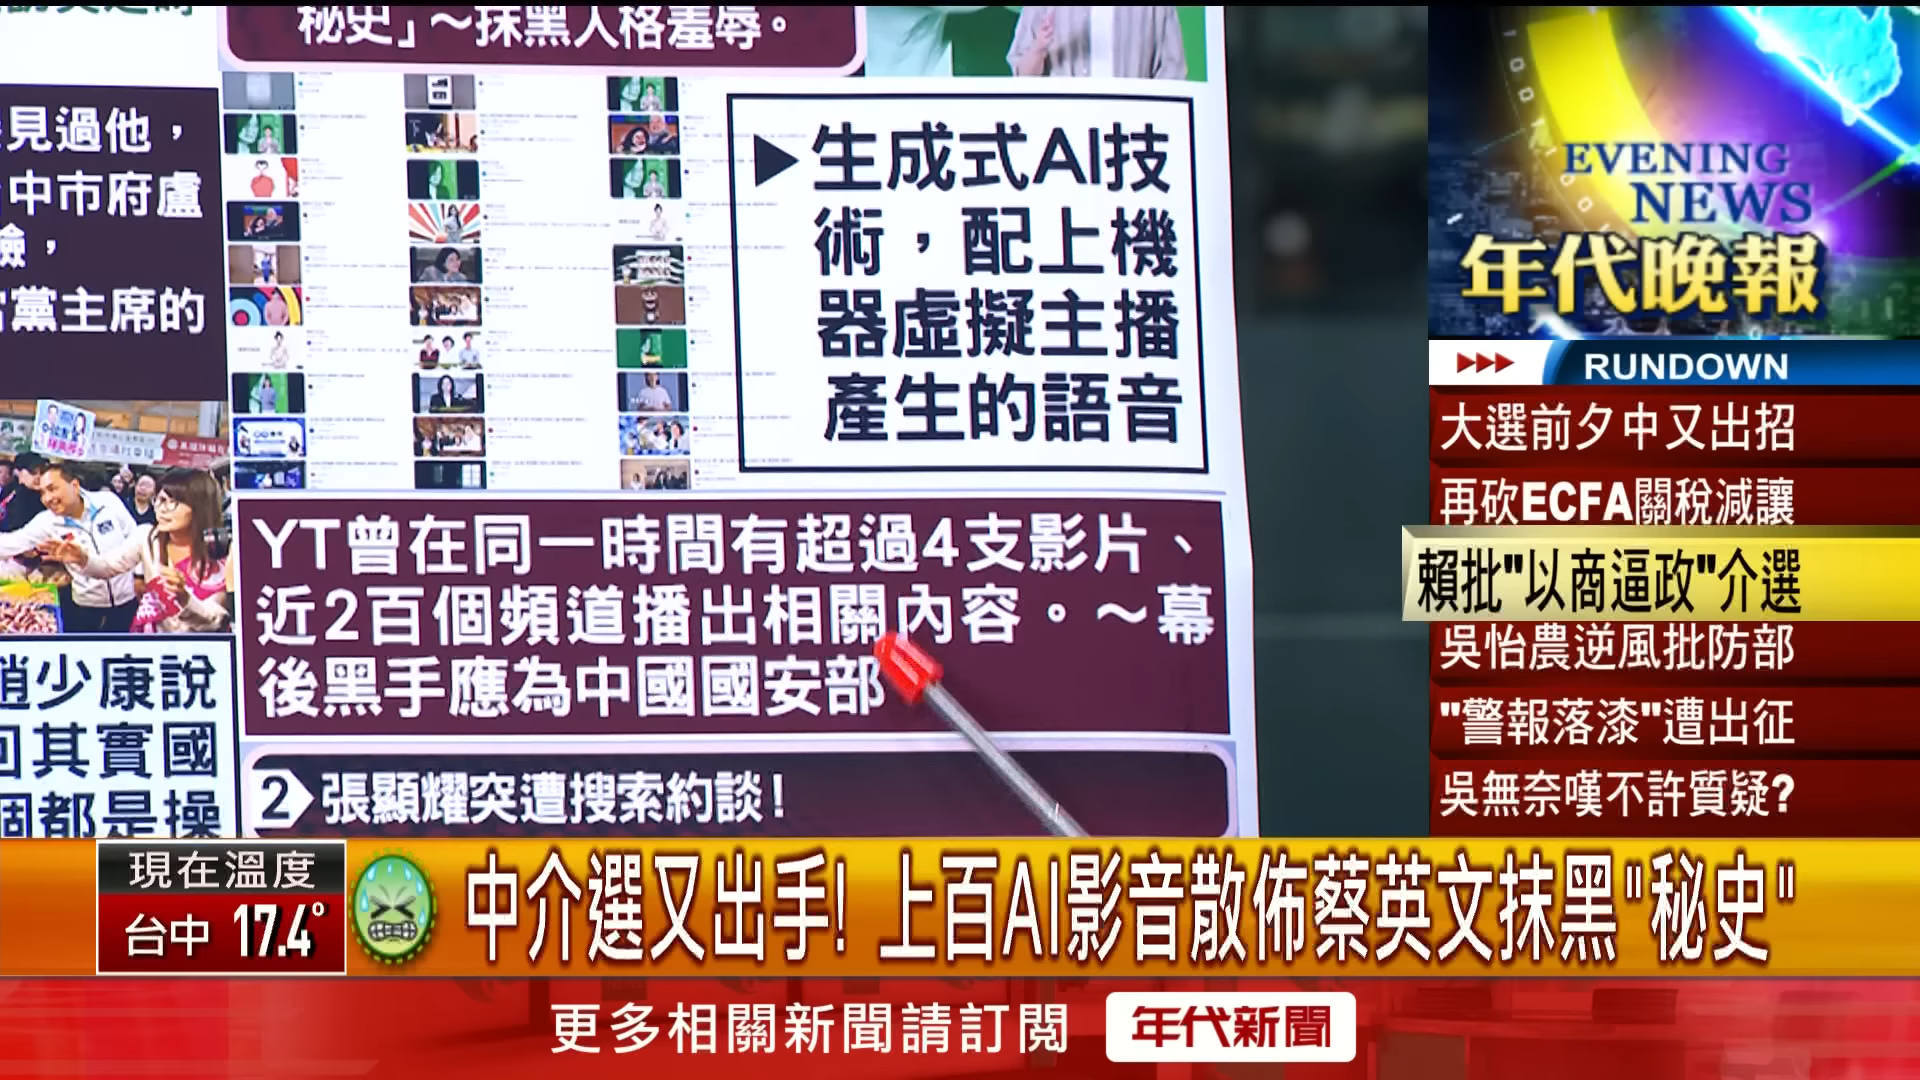 秘史」～抹黑人格羞辱。
見過他，
中市府盧
險，
黨主席的
▶生成式AI技
術，配上機
器虛擬主播
產生的語音
YT曾在同一時間有超過4支影片、
近2百個頻道播出相關內容。～幕
後黑手應為中國國安部
趙少康說
回其實國
個都是操
2 張顯耀突遭搜索約談！
EVENING
NEWS
年代晚報
RUNDOWN
大選前夕中又出招
再砍ECFA關稅減讓
賴批"以商逼政"介選
吳怡農逆風批防部
"警報落漆"遭出征
吳無奈嘆不許質疑?
現在溫度
台中 17.4°
中介選又出手! 上百AI影音散佈蔡英文抹黑"秘史"
更多相關新聞請訂閱 年代新聞